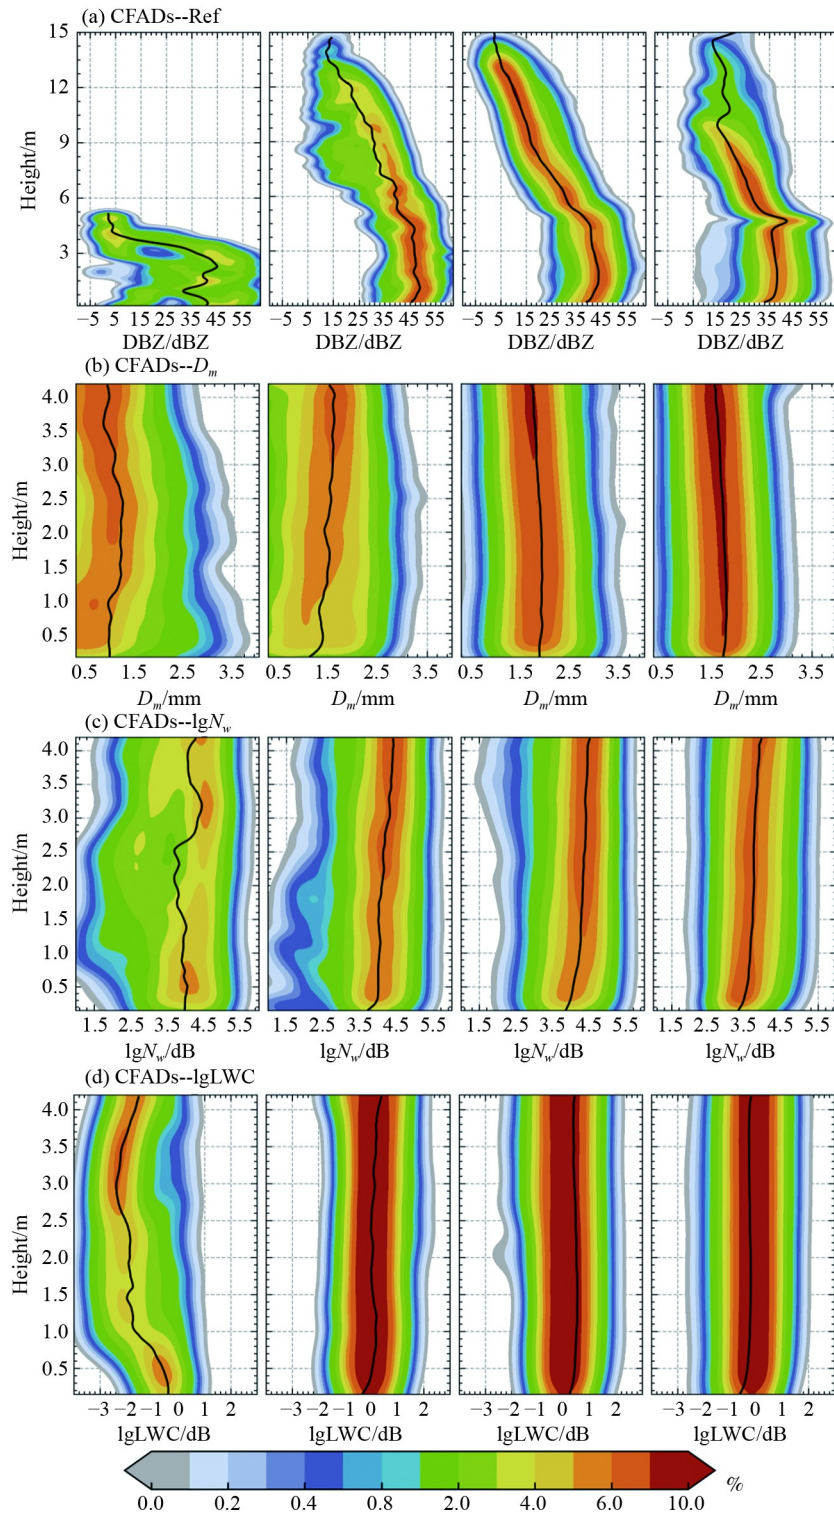 (a) CFADs--Ref
15
12
9
6
3
Height/m
−5 5 15 25 35 45 55
−5 5 15 25 35 45 55
−5 5 15 25 35 45 55
−5 5 15 25 35 45 55
DBZ/dBZ DBZ/dBZ DBZ/dBZ DBZ/dBZ
(b) CFADs--Dm
4.0
3.5
3.0
2.5
2.0
1.5
1.0
0.5
Height/m
0.5 1.5 2.5 3.5
0.5 1.5 2.5 3.5
0.5 1.5 2.5 3.5
0.5 1.5 2.5 3.5
Dm/mm Dm/mm Dm/mm Dm/mm
(c) CFADs--lgNw
4.0
3.5
3.0
2.5
2.0
1.5
1.0
0.5
Height/m
1.5 2.5 3.5 4.5 5.5
1.5 2.5 3.5 4.5 5.5
1.5 2.5 3.5 4.5 5.5
1.5 2.5 3.5 4.5 5.5
lgNw/dB lgNw/dB lgNw/dB lgNw/dB
(d) CFADs--lgLWC
4.0
3.5
3.0
2.5
2.0
1.5
1.0
0.5
Height/m
−3 −2 −1 0 1 2
−3 −2 −1 0 1 2
−3 −2 −1 0 1 2
−3 −2 −1 0 1 2
lgLWC/dB lgLWC/dB lgLWC/dB lgLWC/dB
0.0 0.2 0.4 0.8 2.0 4.0 6.0 10.0 %